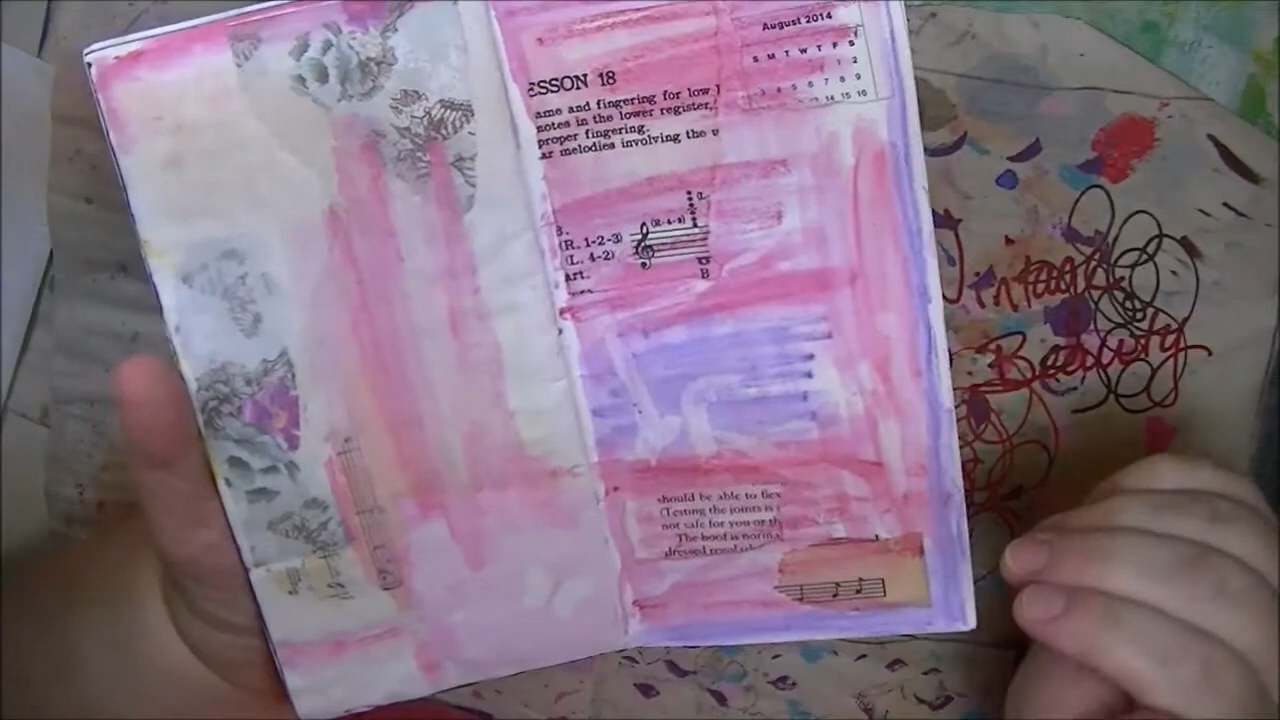 ESSON 18
ame and fingering for low
notes in the lower register,
proper fingering.
ar melodies involving the u
B.
(R. 1-2-3)
(L. 4-2)
art.
(R-4-2)
(L
B
August 2014
S M T W T F S
1 2
3 4 5 6 7 8 9
14 15 16
should be able to flex
(Testing the joints is
not safe for you or th
The hoof is norma
Vintage
Beauty